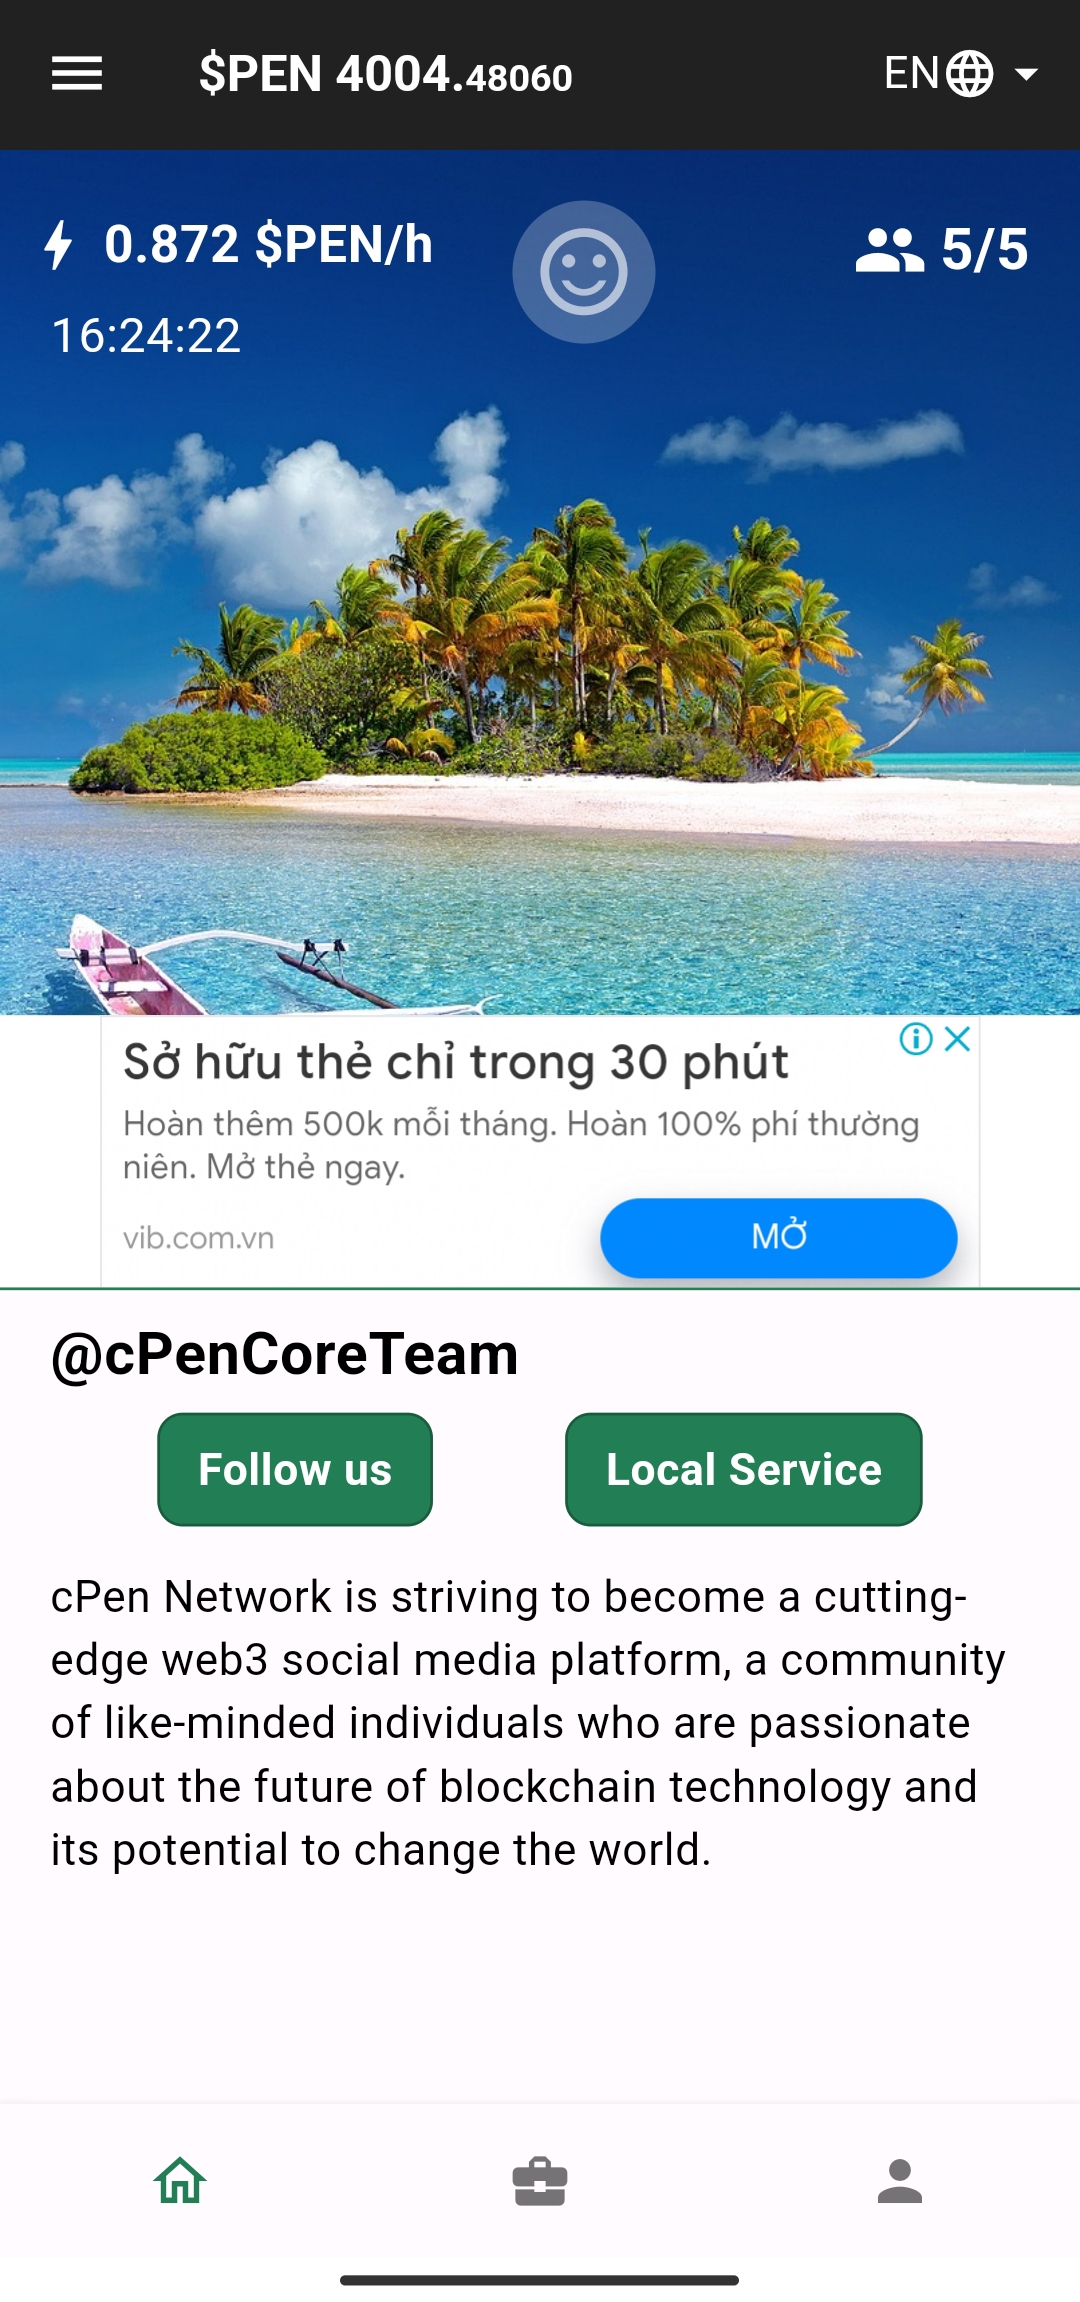 $PEN 4004.48060
EN
0.872 $PEN/h
5/5
16:24:22
Sở hữu thẻ chỉ trong 30 phút
Hoàn thêm 500k mỗi tháng. Hoàn 100% phí thường
niên. Mở thẻ ngay.
vib.com.vn
MỞ
@cPenCoreTeam
Follow us
Local Service
cPen Network is striving to become a cutting-
edge web3 social media platform, a community
of like-minded individuals who are passionate
about the future of blockchain technology and
its potential to change the world.